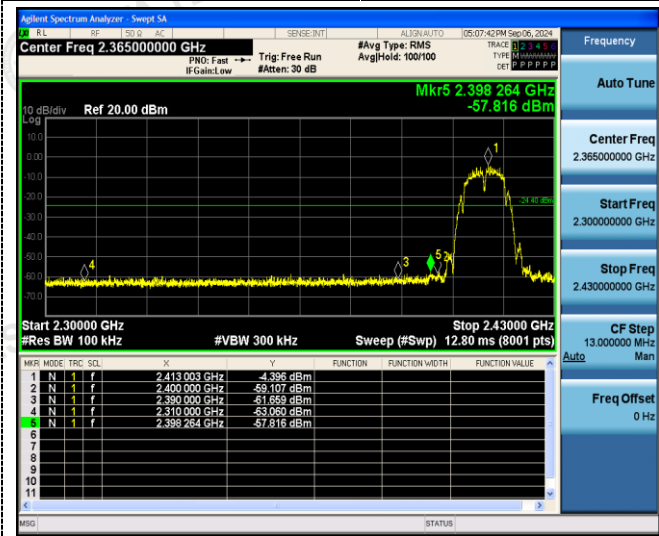 Agilent Spectrum Analyzer - Swept SA
RL RF 50 Ω AC SENSE:INT ALIGN AUTO 05:07:42PM Sep 06, 2024
Center Freq 2.365000000 GHz
PNO: Fast
IFGain:Low
Trig: Free Run
#Atten: 30 dB
#Avg Type: RMS
Avg|Hold: 100/100
TRACE 1 2 3 4 5 6
TYPE M
DET P P P P P P
Frequency
Mkr5 2.398 264 GHz
-57.816 dBm
10 dB/div Ref 20.00 dBm
Log
10.0
0.00
-10.0
-20.0
-30.0
-40.0
-50.0
-60.0
-70.0
-24.40 dBm
1
4
3
5
2
Start 2.30000 GHz Stop 2.43000 GHz
#Res BW 100 kHz #VBW 300 kHz Sweep (#Swp) 12.80 ms (8001 pts)
MKR MODE TRC SCL X Y FUNCTION FUNCTION WIDTH FUNCTION VALUE
1 N 1 f 2.413 003 GHz -4.396 dBm
2 N 1 f 2.400 000 GHz -59.107 dBm
3 N 1 f 2.390 000 GHz -61.659 dBm
4 N 1 f 2.310 000 GHz -63.060 dBm
5 N 1 f 2.398 264 GHz -57.816 dBm
6
7
8
9
10
11
MSG STATUS
Auto Tune
Center Freq
2.365000000 GHz
Start Freq
2.300000000 GHz
Stop Freq
2.430000000 GHz
CF Step
13.000000 MHz
Auto Man
Freq Offset
0 Hz